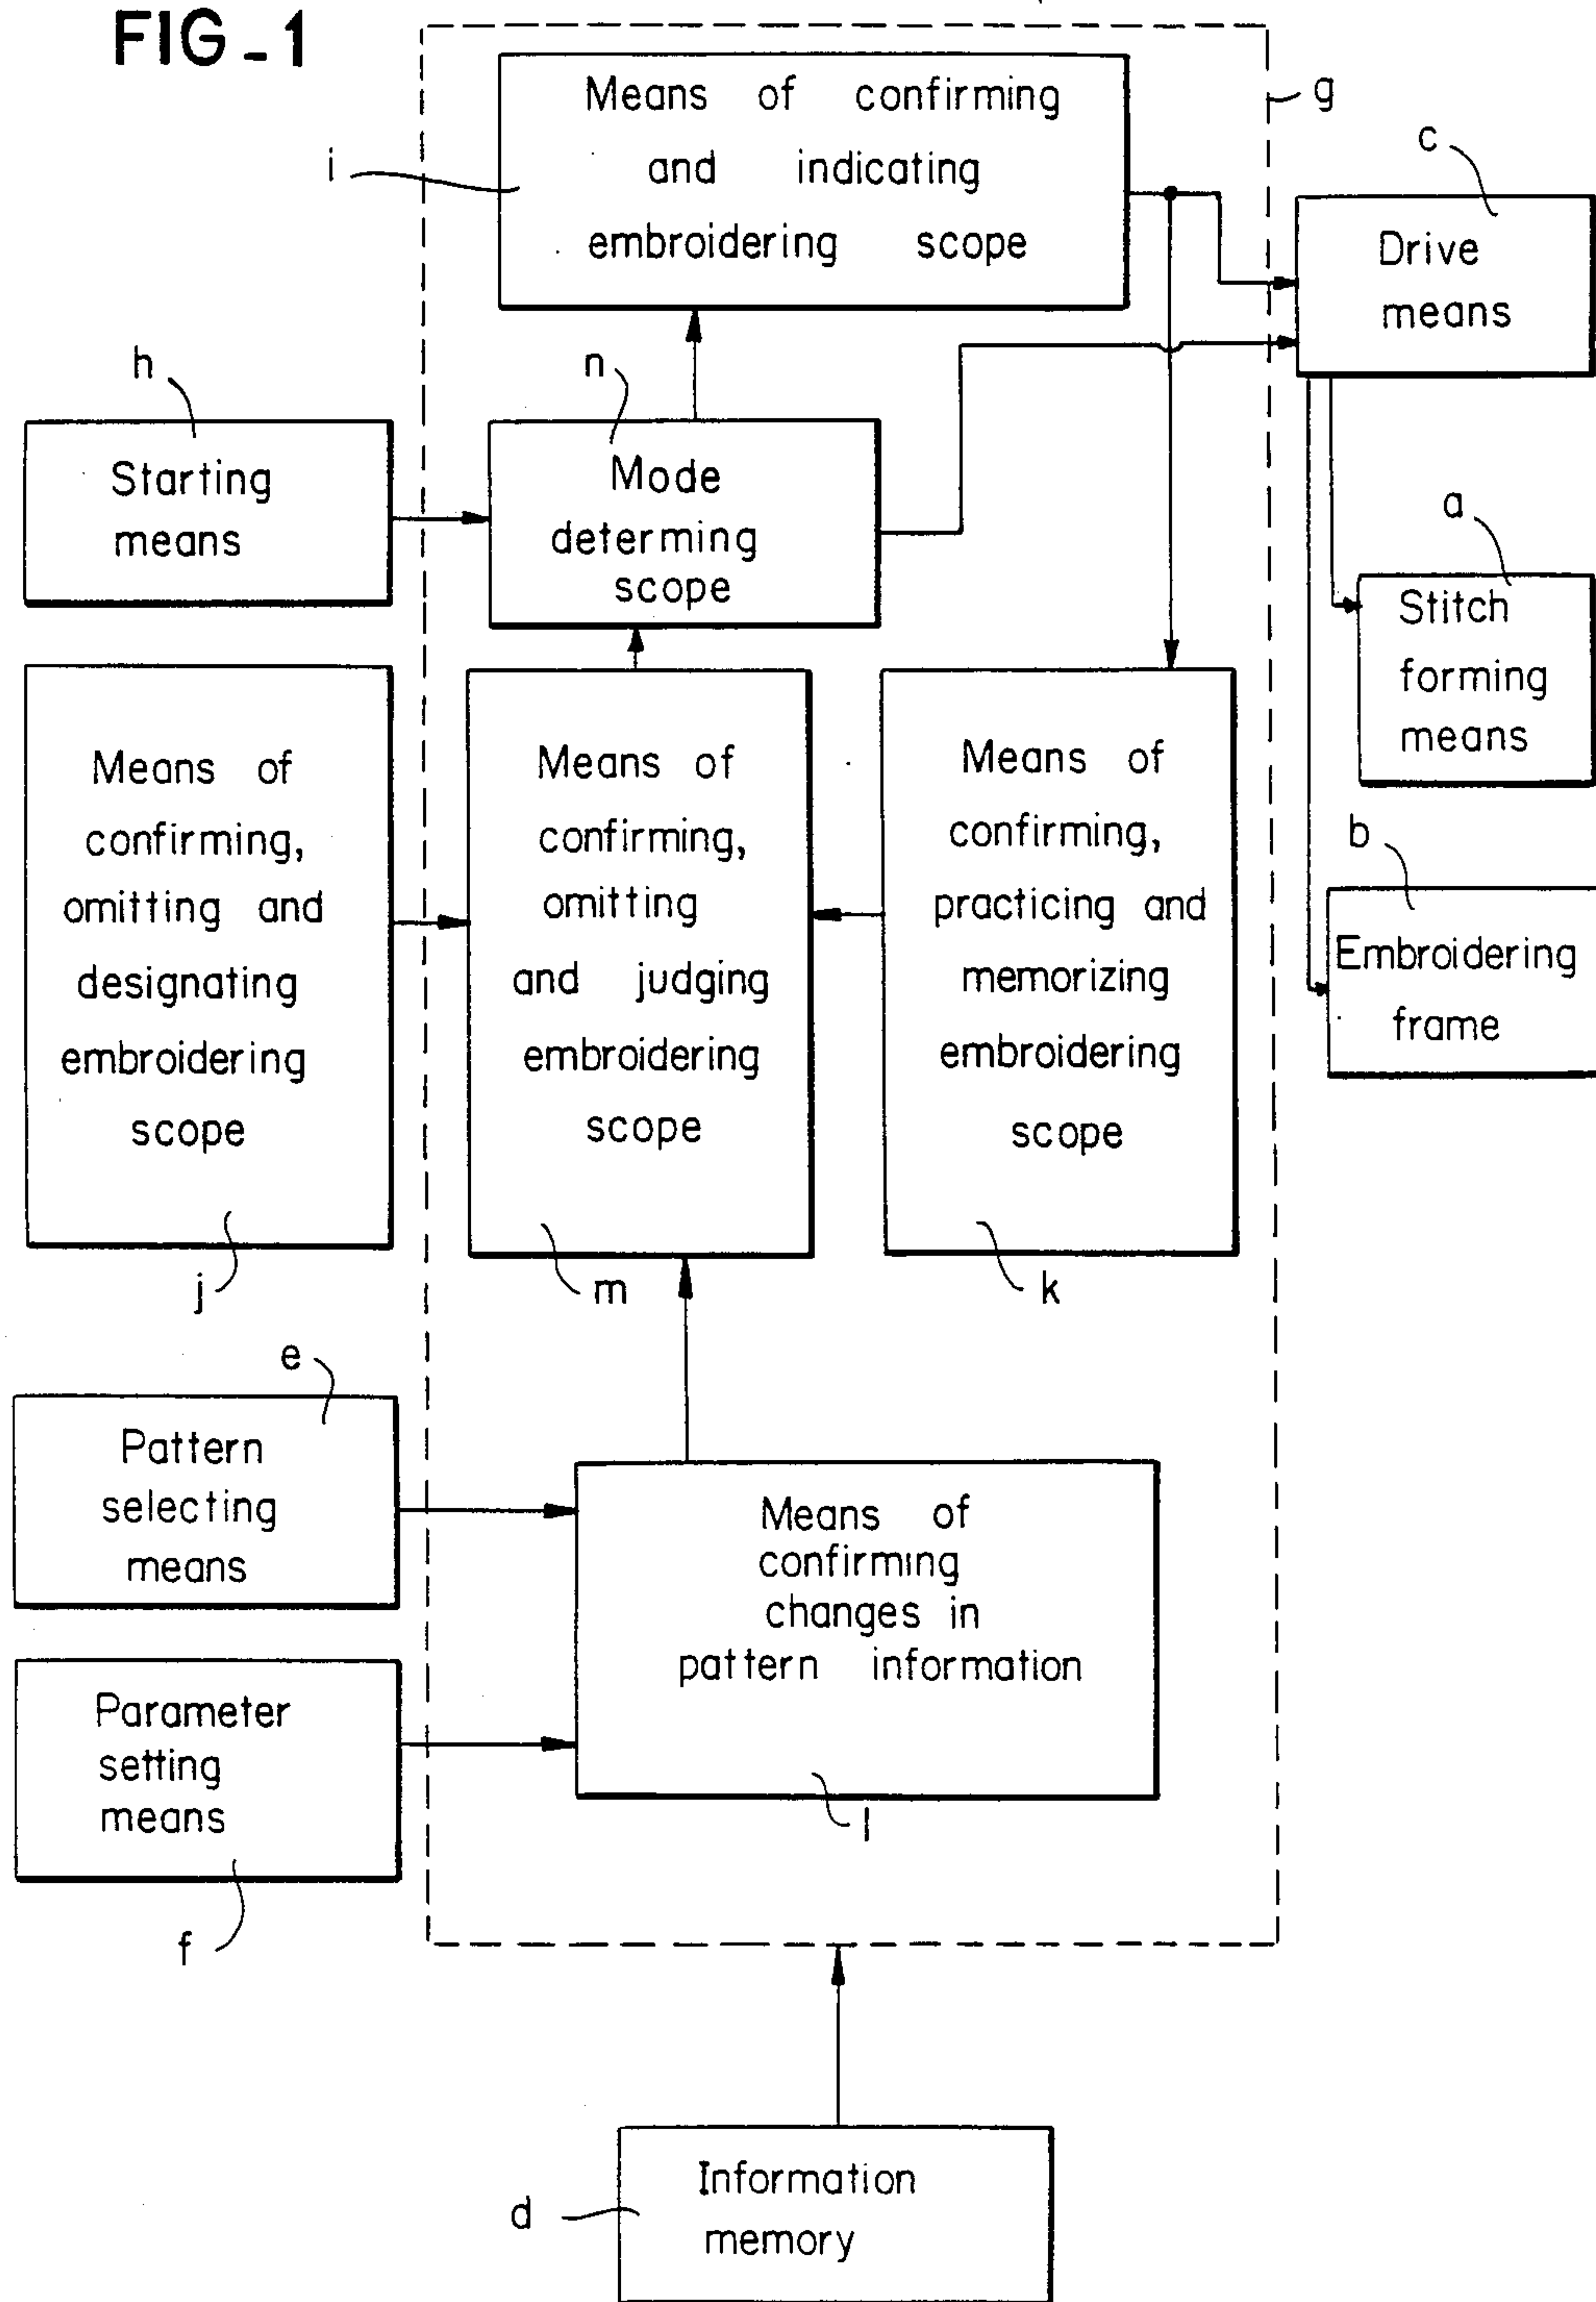 FIG-1
Means of confirming
and indicating
embroidering scope
i
g
c
Drive
means
h
Starting
means
n
Mode
determing
scope
a
Stitch
forming
means
b
Embroidering
frame
Means of
confirming,
omitting and
designating
embroidering
scope
j
Means of
confirming,
omitting
and judging
embroidering
scope
m
Means of
confirming,
practicing and
memorizing
embroidering
scope
k
e
Pattern
selecting
means
Parameter
setting
means
f
Means of
confirming
changes in
pattern information
l
d
Information
memory